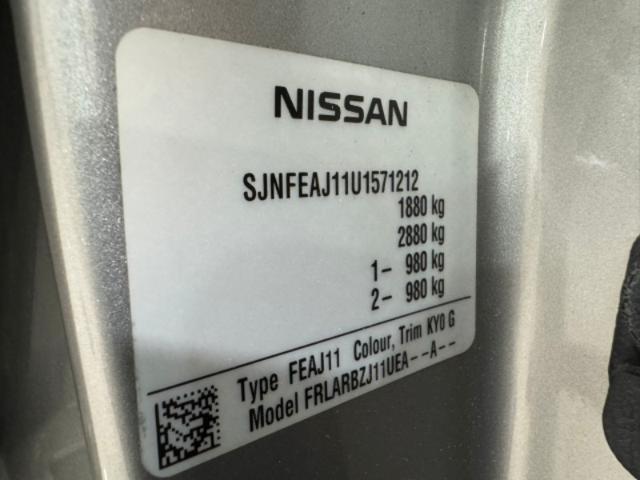 NISSAN
SJNFEAJ11U1571212
1880 kg
2880 kg
1- 980 kg
2- 980 kg
Type FEAJ11 Colour, Trim KY0 G
Model FRLARBZJ11UEA--A--